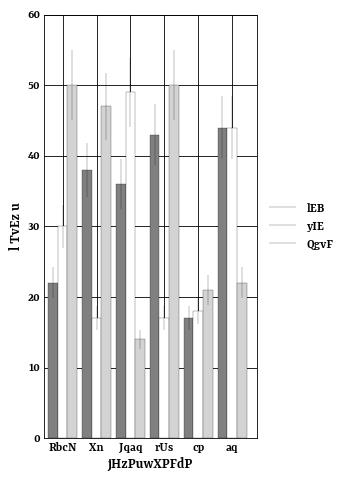 60
50
40
30
20
10
0
l TvEz u
RbcN Xn Jqaq rUs cp aq
jHzPuwXPFdP
lEB
yIE
QgvF